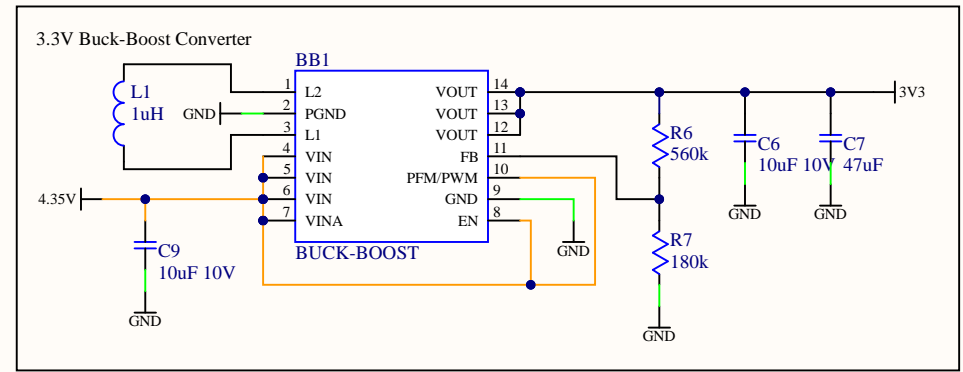 3.3V Buck-Boost Converter
BB1
L1
1uH
GND
1 L2
2 PGND
3 L1
4 VIN
5 VIN
6 VIN
7 VINA
VOUT 14
VOUT 13
VOUT 12
FB 11
PFM/PWM 10
GND 9
EN 8
BUCK-BOOST
4.35V
C9
10uF 10V
GND
GND
R6
560k
R7
180k
GND
C6
10uF 10V
GND
C7
47uF
GND
3V3